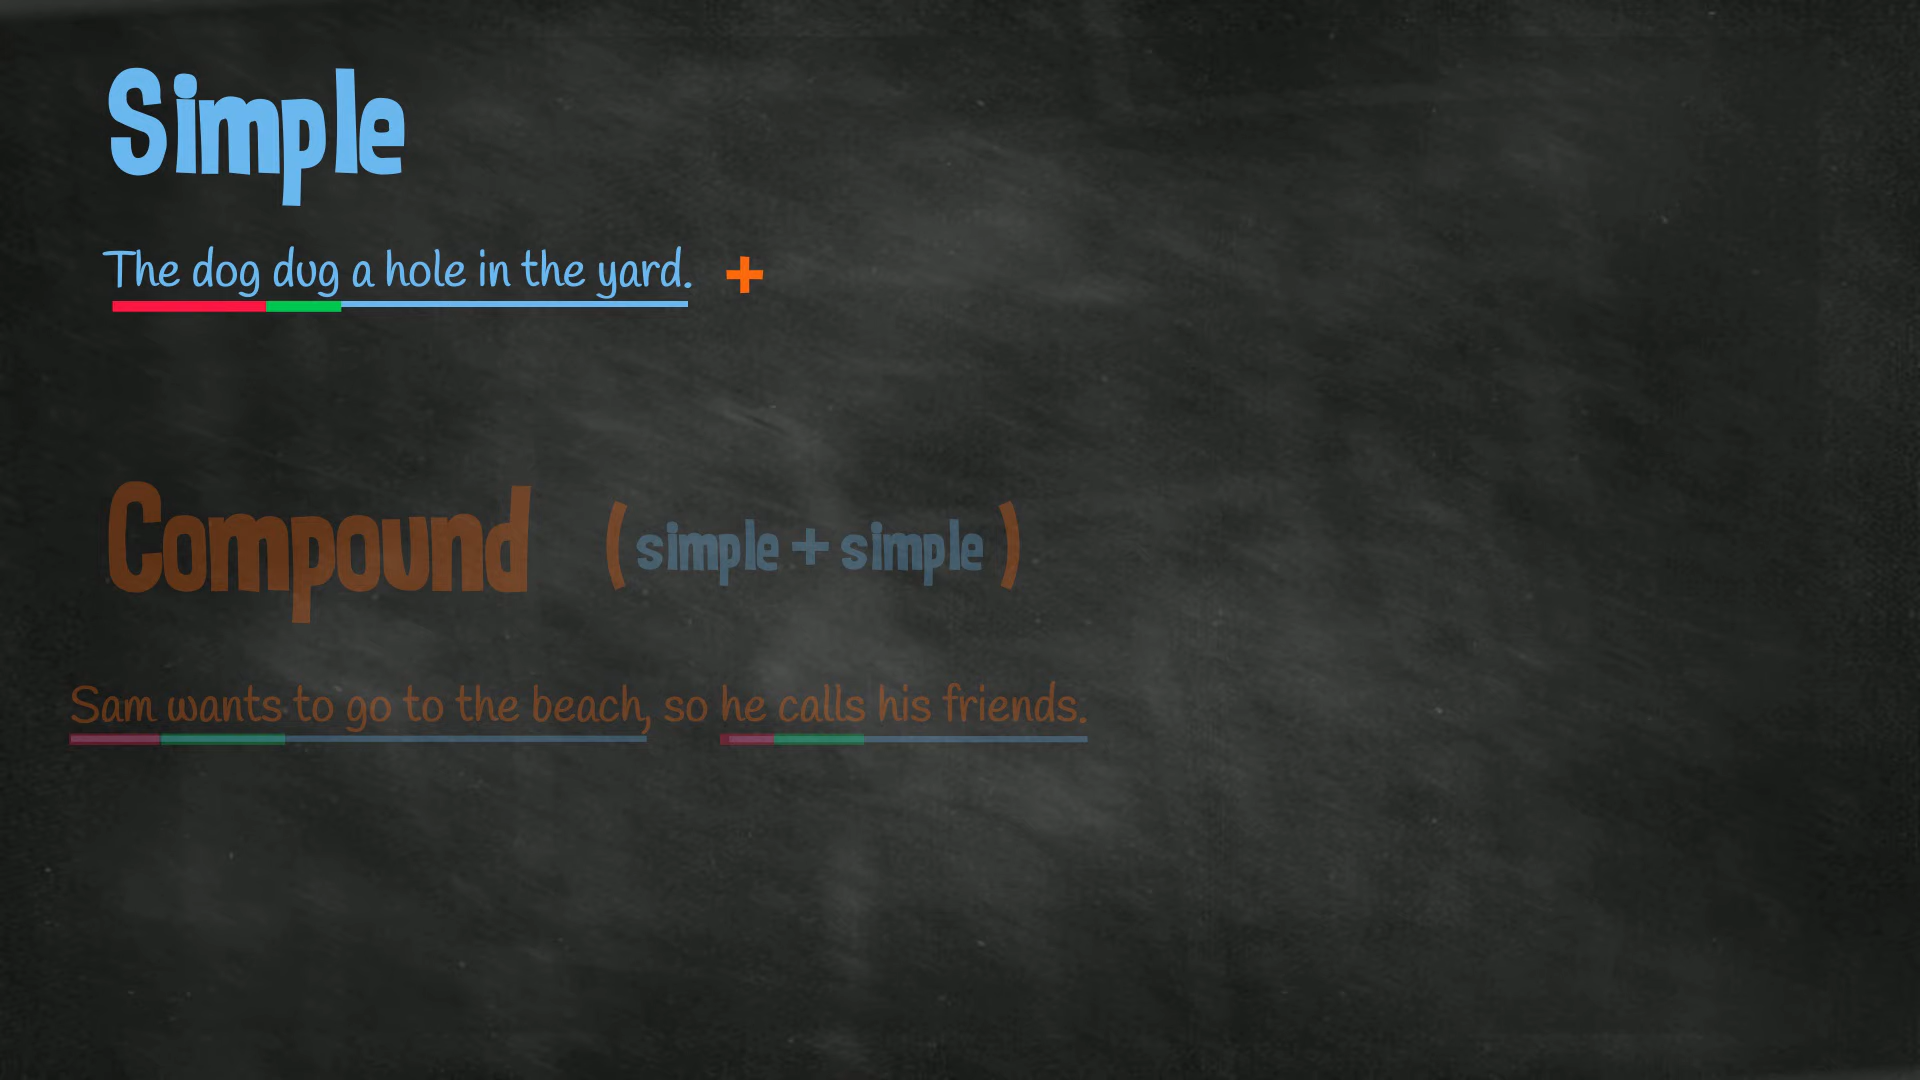 Simple
The dog dug a hole in the yard. +
Compound ( simple + simple )
Sam wants to go to the beach, so he calls his friends.